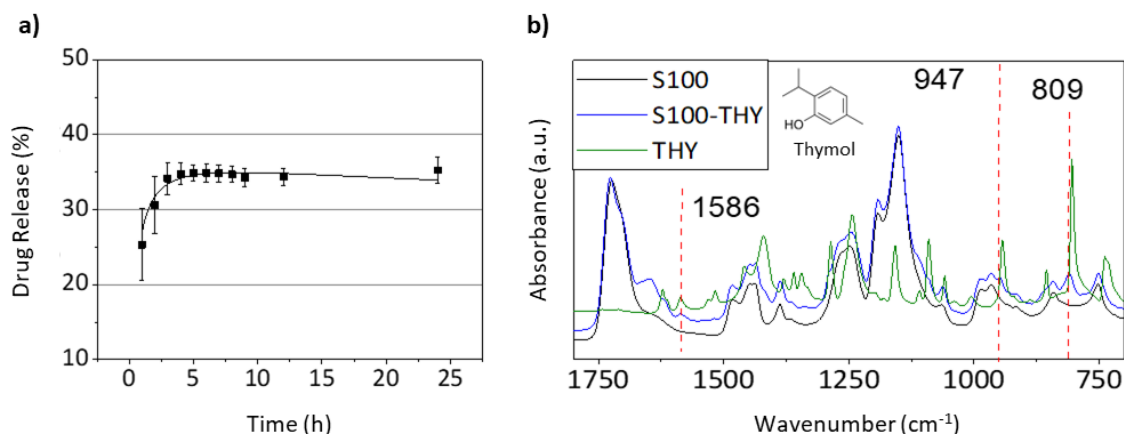 a)
50
40
30
20
10
Drug Release (%)
0
5
10
15
20
25
Time (h)
b)
S100
S100-THY
THY
HO
Thymol
947
809
1586
Absorbance (a.u.)
1750
1500
1250
1000
750
Wavenumber (cm⁻¹)